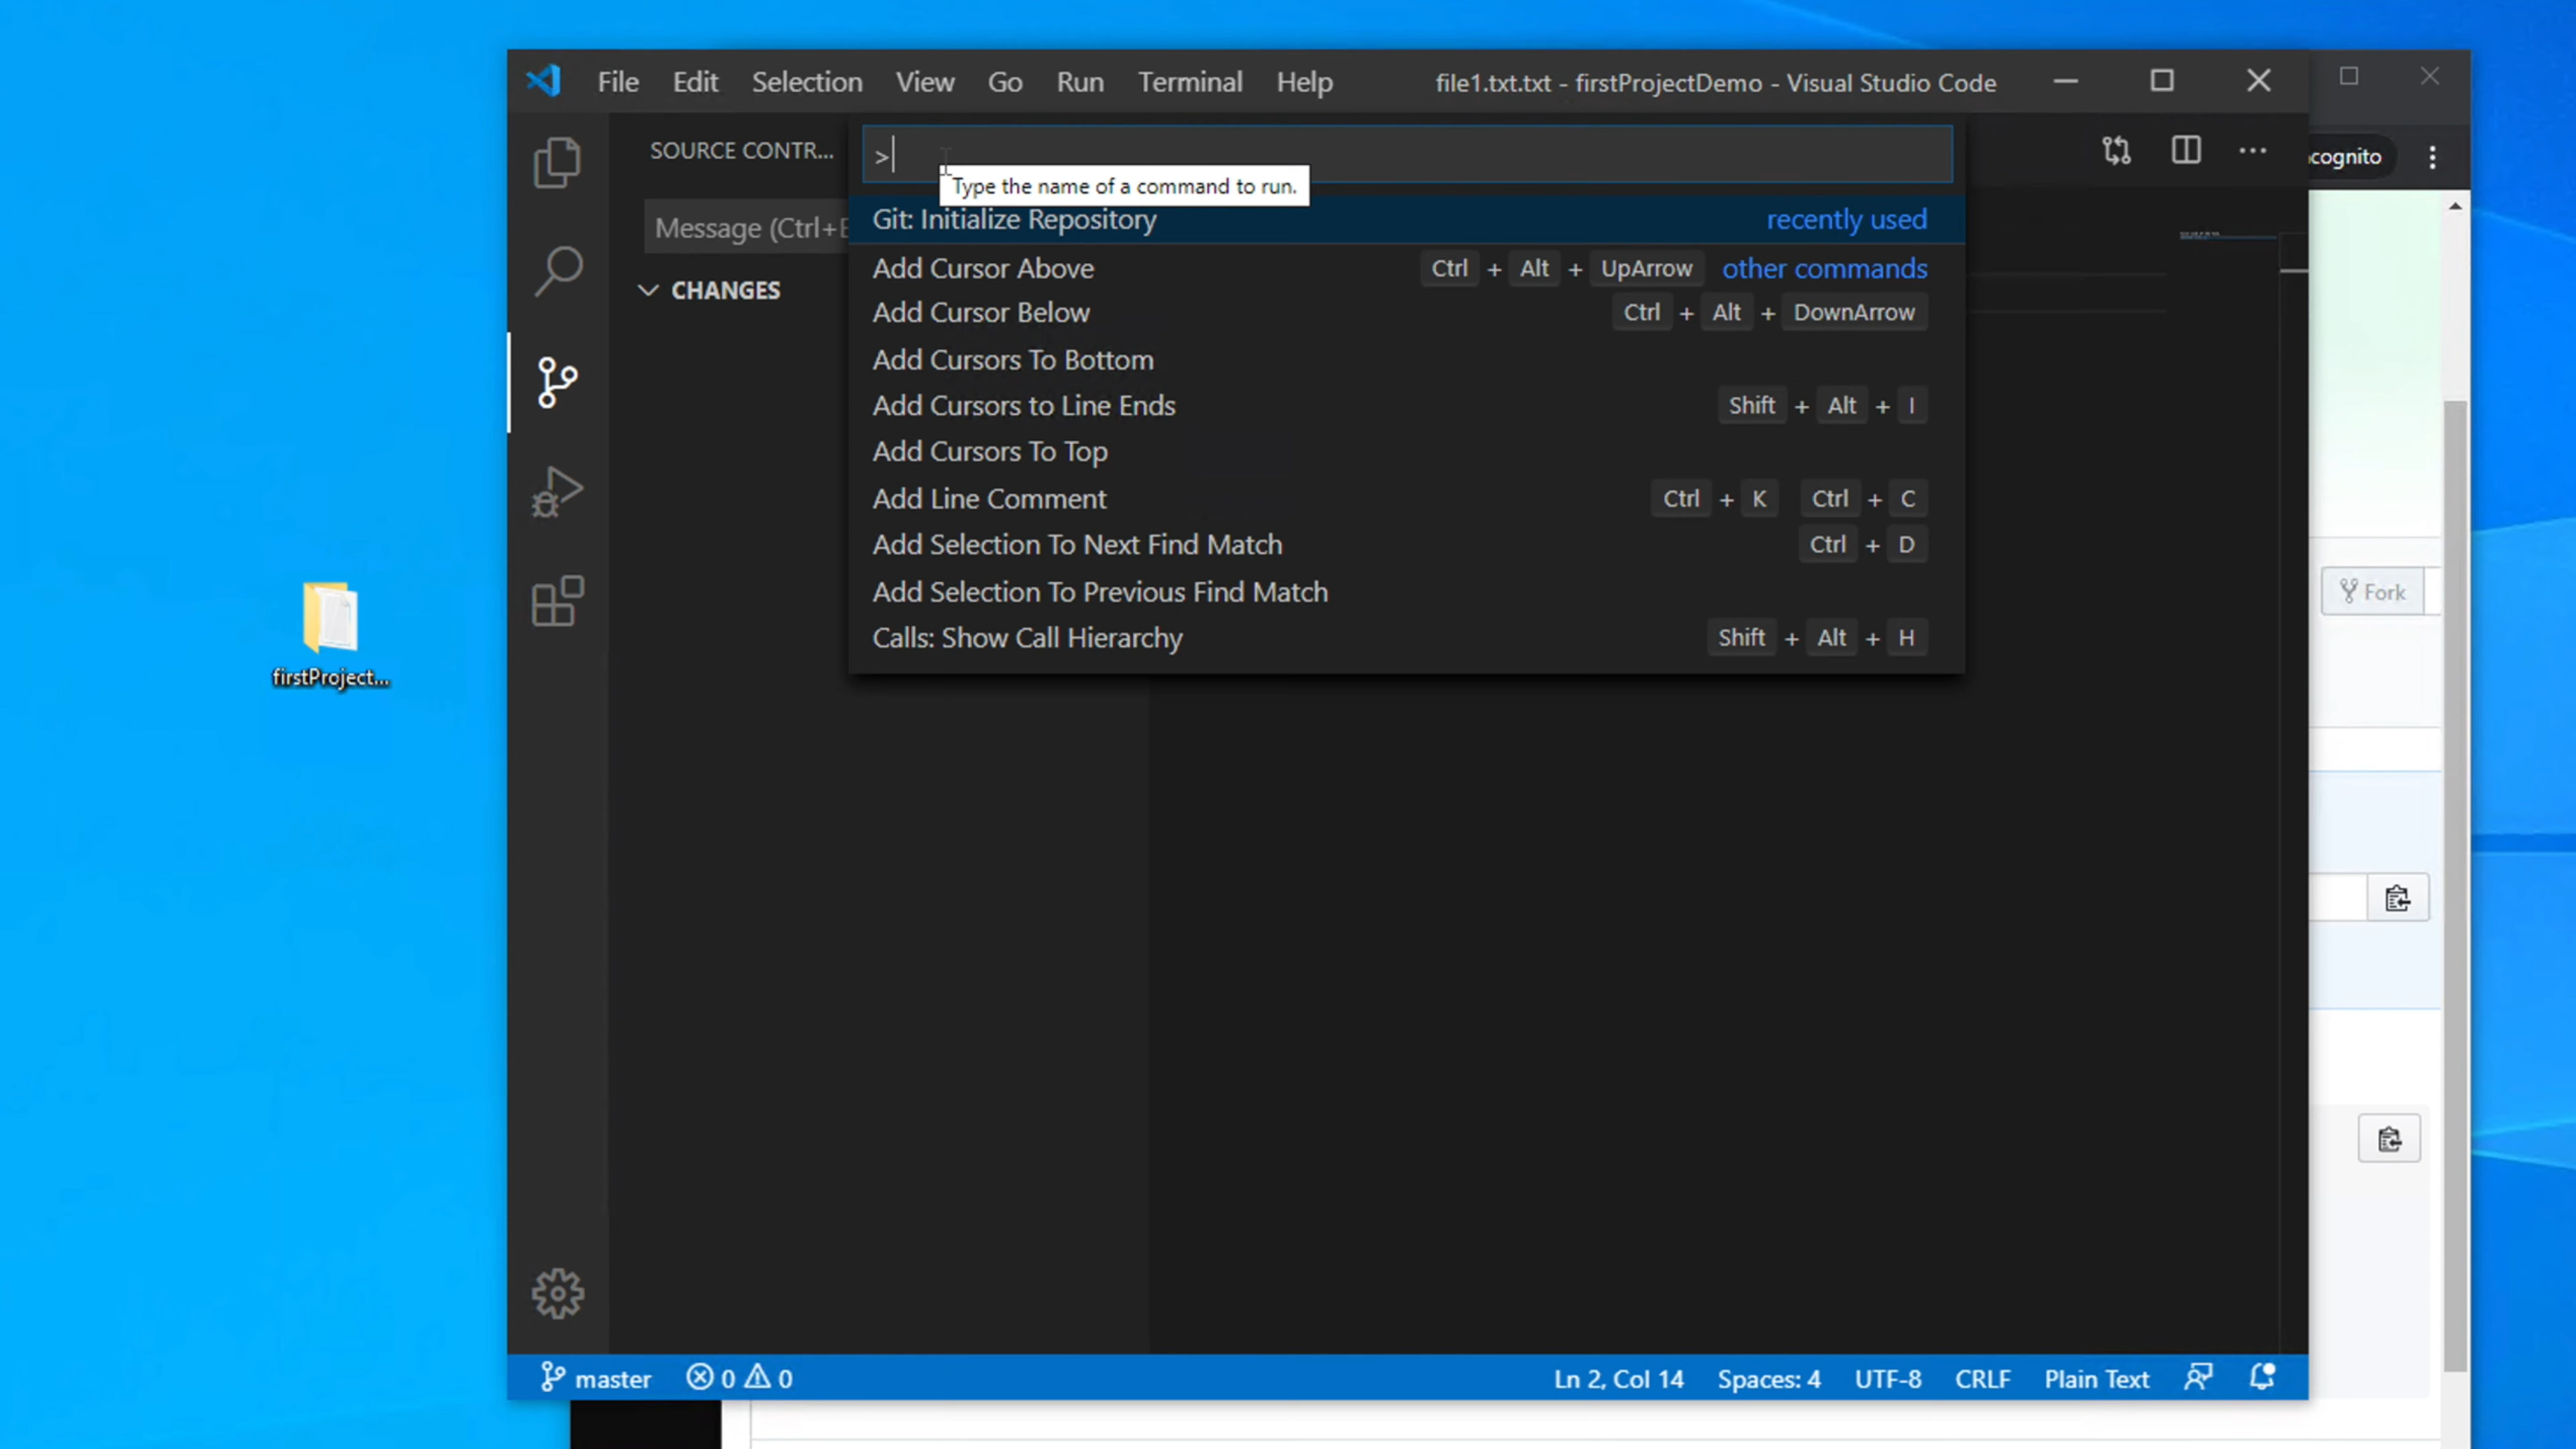 File Edit Selection View Go Run Terminal Help file1.txt.txt - firstProjectDemo - Visual Studio Code
SOURCE CONTR...
>
cognito
Type the name of a command to run.
Message (Ctrl+E
Git: Initialize Repository recently used
Add Cursor Above Ctrl + Alt + UpArrow other commands
CHANGES
Add Cursor Below Ctrl + Alt + DownArrow
Add Cursors To Bottom
Add Cursors to Line Ends Shift + Alt + I
Add Cursors To Top
Add Line Comment Ctrl + K Ctrl + C
Add Selection To Next Find Match Ctrl + D
Add Selection To Previous Find Match
Fork
Calls: Show Call Hierarchy Shift + Alt + H
firstProject...
master 0 0 Ln 2, Col 14 Spaces: 4 UTF-8 CRLF Plain Text